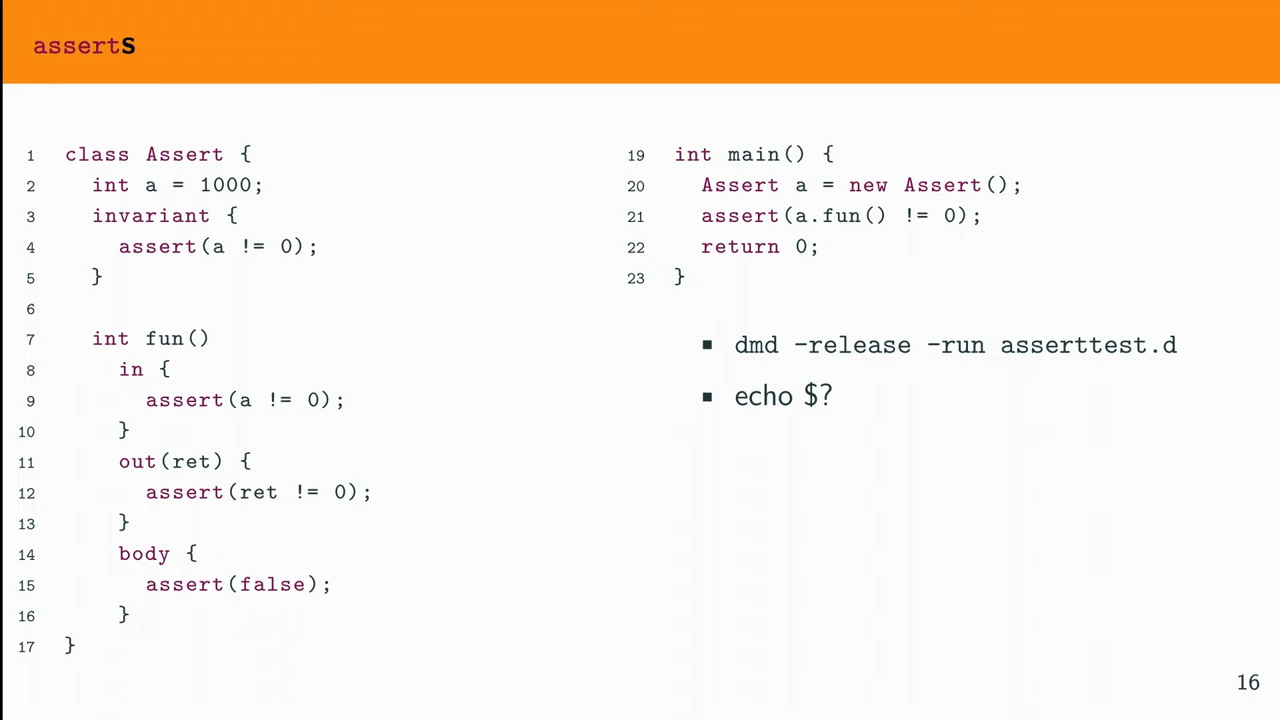 assertS
1 class Assert {
2 int a = 1000;
3 invariant {
4 assert(a != 0);
5 }
6
7 int fun()
8 in {
9 assert(a != 0);
10 }
11 out(ret) {
12 assert(ret != 0);
13 }
14 body {
15 assert(false);
16 }
17 }
19 int main() {
20 Assert a = new Assert();
21 assert(a.fun() != 0);
22 return 0;
23 }
▪ dmd -release -run asserttest.d
▪ echo $?
16